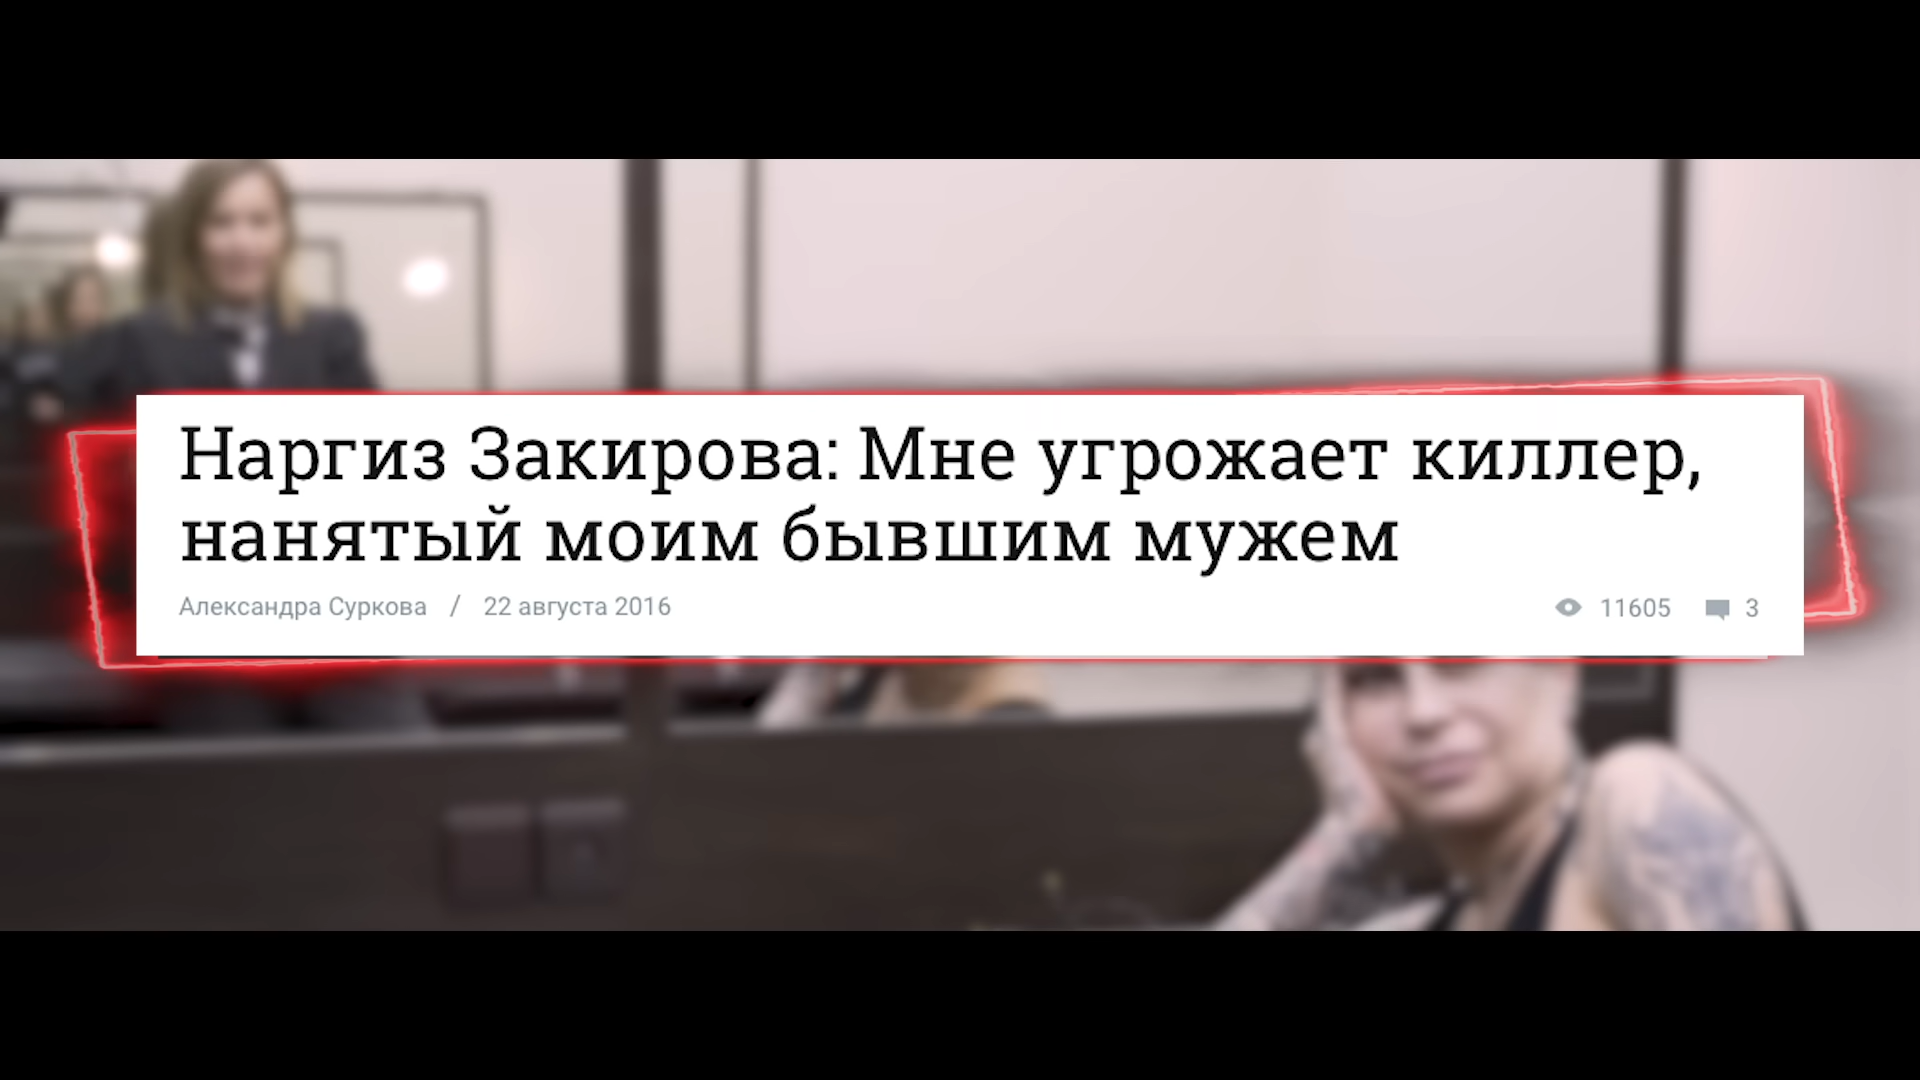 Наргиз Закирова: Мне угрожает киллер,
нанятый моим бывшим мужем
Александра Суркова / 22 августа 2016 11605 3